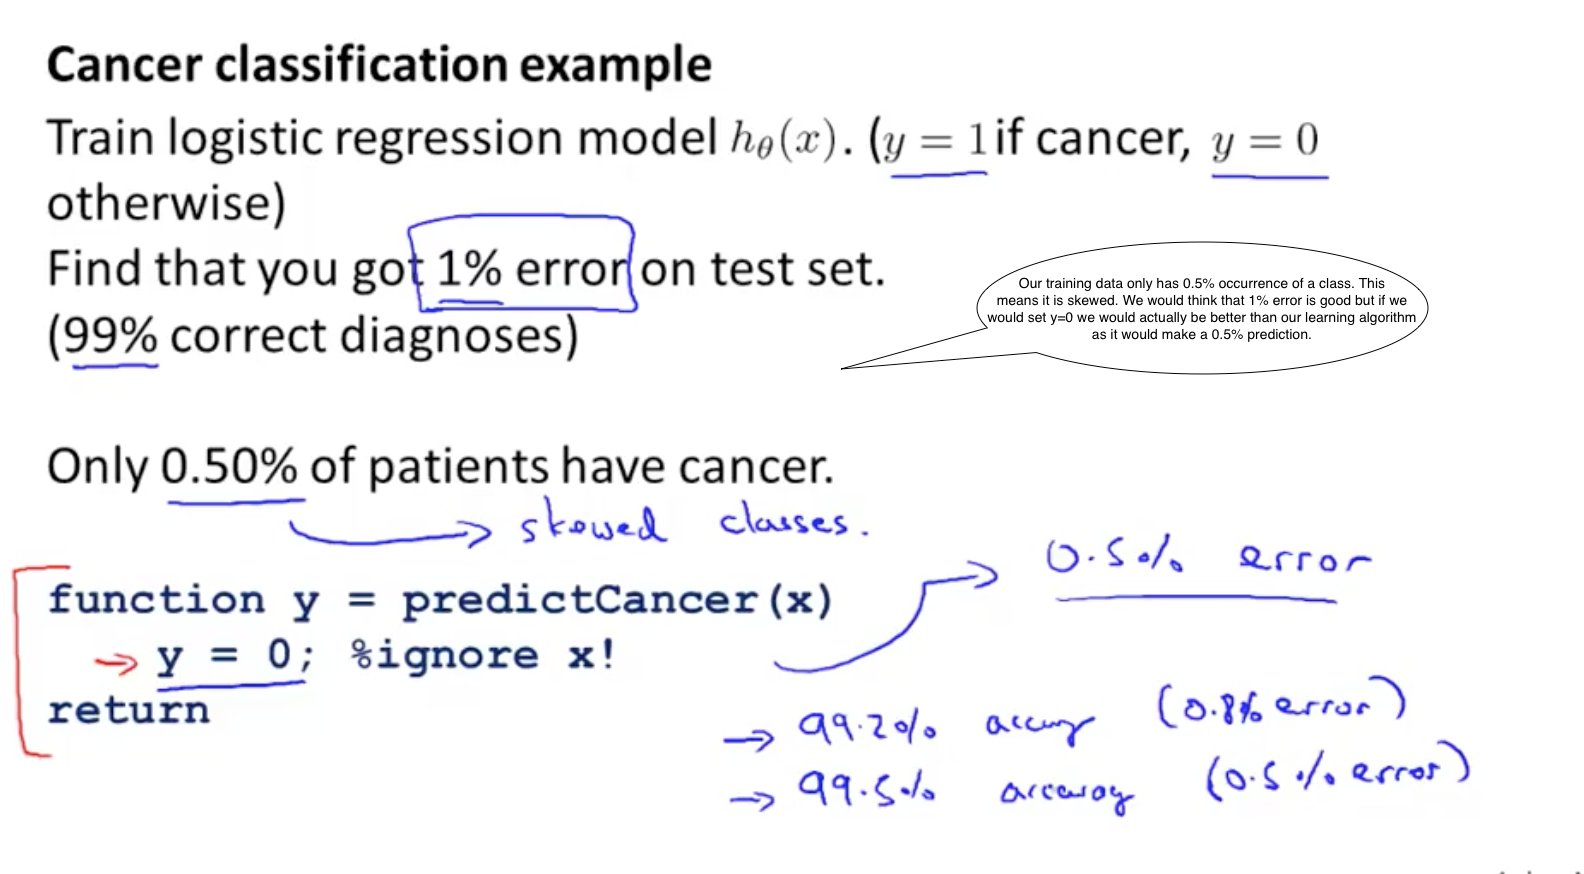 Cancer classification example
Train logistic regression model hθ(x). (y = 1 if cancer, y = 0
otherwise)
Find that you got 1% error on test set.
(99% correct diagnoses)
Our training data only has 0.5% occurrence of a class. This
means it is skewed. We would think that 1% error is good but if we
would set y=0 we would actually be better than our learning algorithm
as it would make a 0.5% prediction.
Only 0.50% of patients have cancer.
skewed classes.
0.5% error
function y = predictCancer(x)
y = 0; %ignore x!
return
99.2% accuracy (0.8% error)
99.5% accuracy (0.5% error)